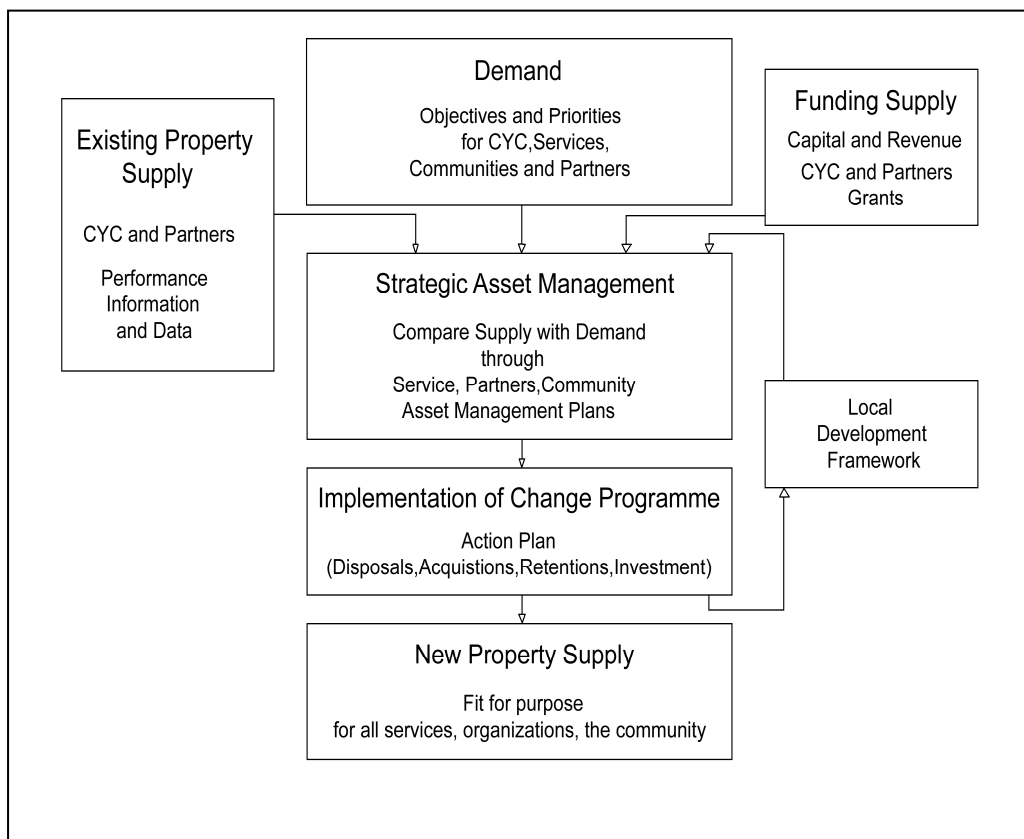 Demand
Objectives and Priorities
for CYC,Services,
Communities and Partners
Existing Property
Supply
CYC and Partners
Performance
Information
and Data
Funding Supply
Capital and Revenue
CYC and Partners
Grants
Strategic Asset Management
Compare Supply with Demand
through
Service, Partners,Community
Asset Management Plans
Local
Development
Framework
Implementation of Change Programme
Action Plan
(Disposals,Acquistions,Retentions,Investment)
New Property Supply
Fit for purpose
for all services, organizations, the community